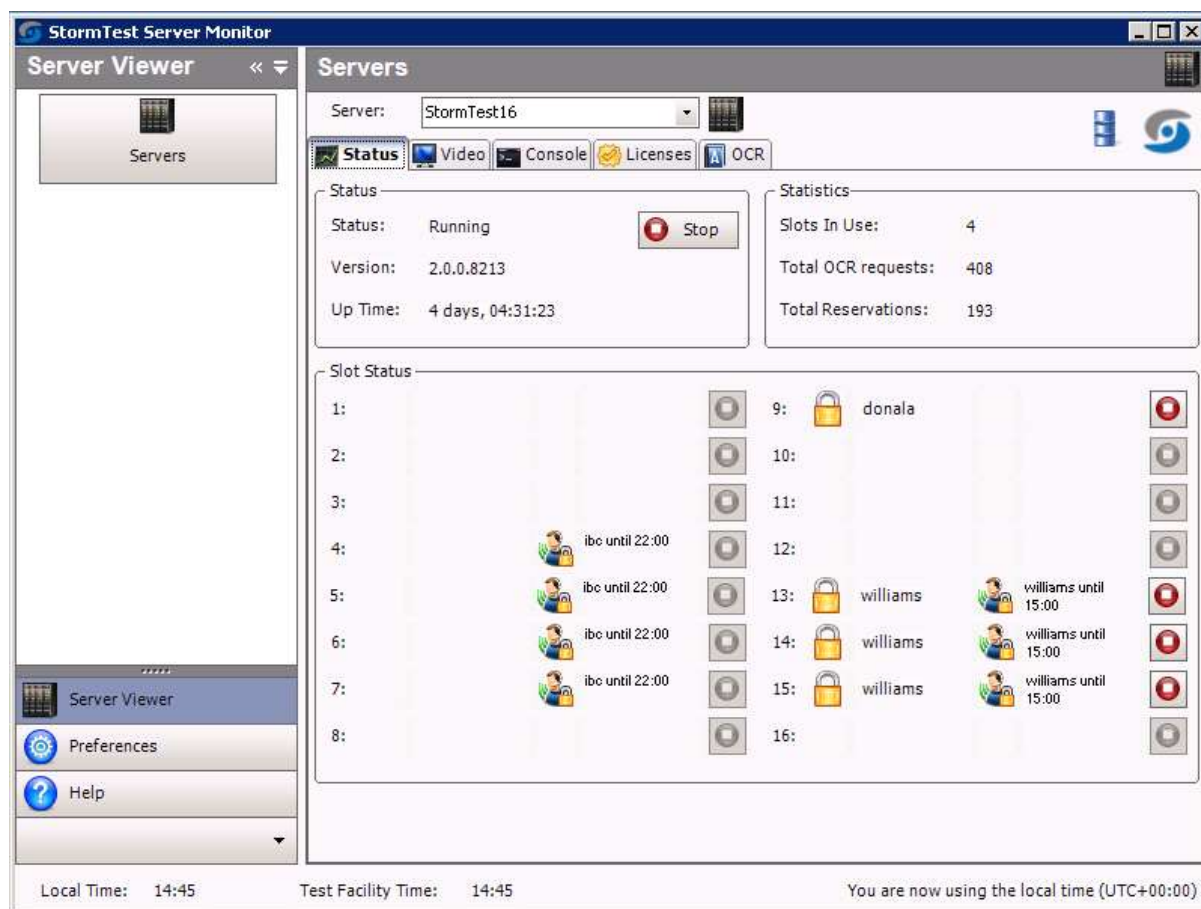 StormTest Server Monitor
Server Viewer
Servers
Servers
Server: StormTest16
Status Video Console Licenses OCR
Status
Status: Running Stop
Version: 2.0.0.8213
Up Time: 4 days, 04:31:23
Statistics
Slots In Use: 4
Total OCR requests: 408
Total Reservations: 193
Slot Status
1:
2:
3:
4: ibc until 22:00
5: ibc until 22:00
6: ibc until 22:00
7: ibc until 22:00
8:
9: donala
10:
11:
12:
13: williams williams until
15:00
14: williams williams until
15:00
15: williams williams until
15:00
16:
Server Viewer
Preferences
Help
Local Time: 14:45 Test Facility Time: 14:45 You are now using the local time (UTC+00:00)